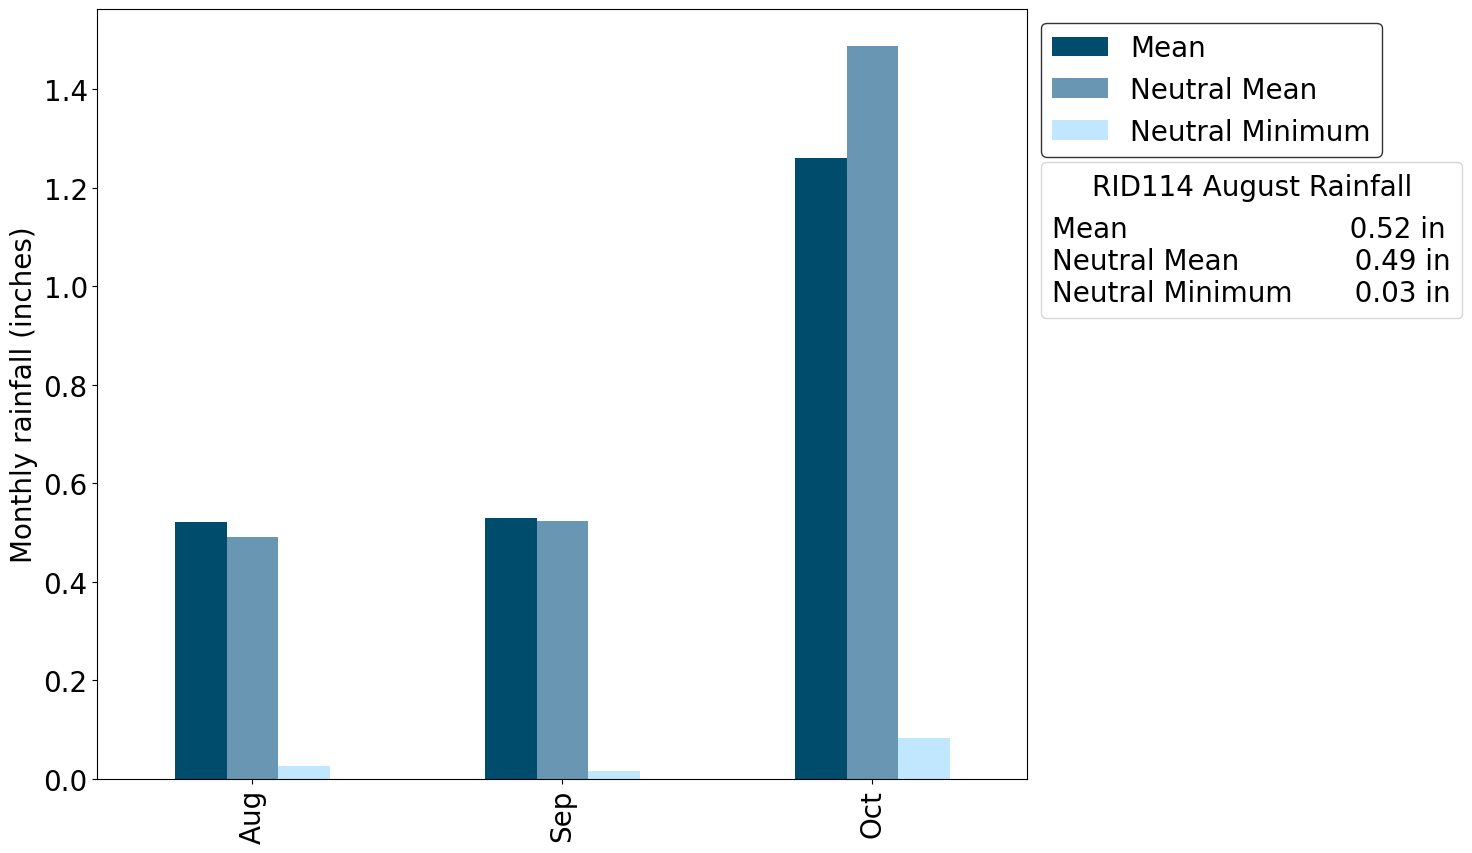 Monthly rainfall (inches)
1.4
1.2
1.0
0.8
0.6
0.4
0.2
0.0
Aug
Sep
Oct
Mean
Neutral Mean
Neutral Minimum
RID114 August Rainfall
Mean 0.52 in
Neutral Mean 0.49 in
Neutral Minimum 0.03 in